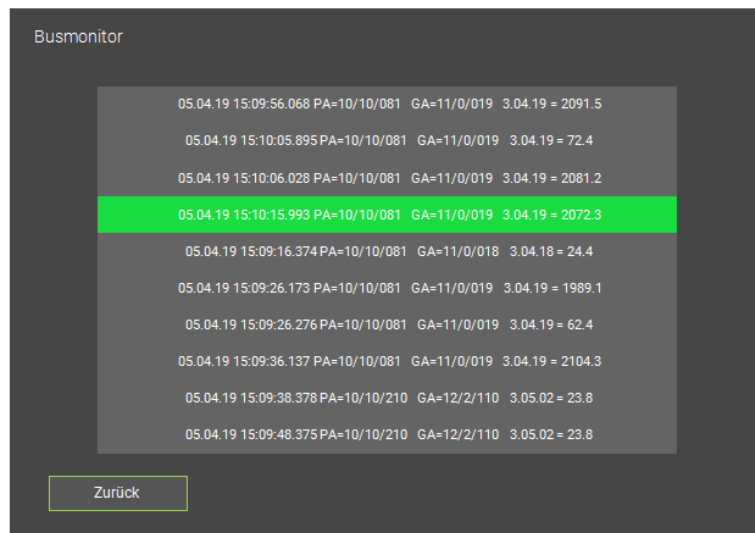 Busmonitor
05.04.19 15:09:56.068 PA=10/10/081 GA=11/0/019 3.04.19 = 2091.5
05.04.19 15:10:05.895 PA=10/10/081 GA=11/0/019 3.04.19 = 72.4
05.04.19 15:10:06.028 PA=10/10/081 GA=11/0/019 3.04.19 = 2081.2
05.04.19 15:10:15.993 PA=10/10/081 GA=11/0/019 3.04.19 = 2072.3
05.04.19 15:09:16.374 PA=10/10/081 GA=11/0/018 3.04.18 = 24.4
05.04.19 15:09:26.173 PA=10/10/081 GA=11/0/019 3.04.19 = 1989.1
05.04.19 15:09:26.276 PA=10/10/081 GA=11/0/019 3.04.19 = 62.4
05.04.19 15:09:36.137 PA=10/10/081 GA=11/0/019 3.04.19 = 2104.3
05.04.19 15:09:38.378 PA=10/10/210 GA=12/2/110 3.05.02 = 23.8
05.04.19 15:09:48.375 PA=10/10/210 GA=12/2/110 3.05.02 = 23.8
Zurück